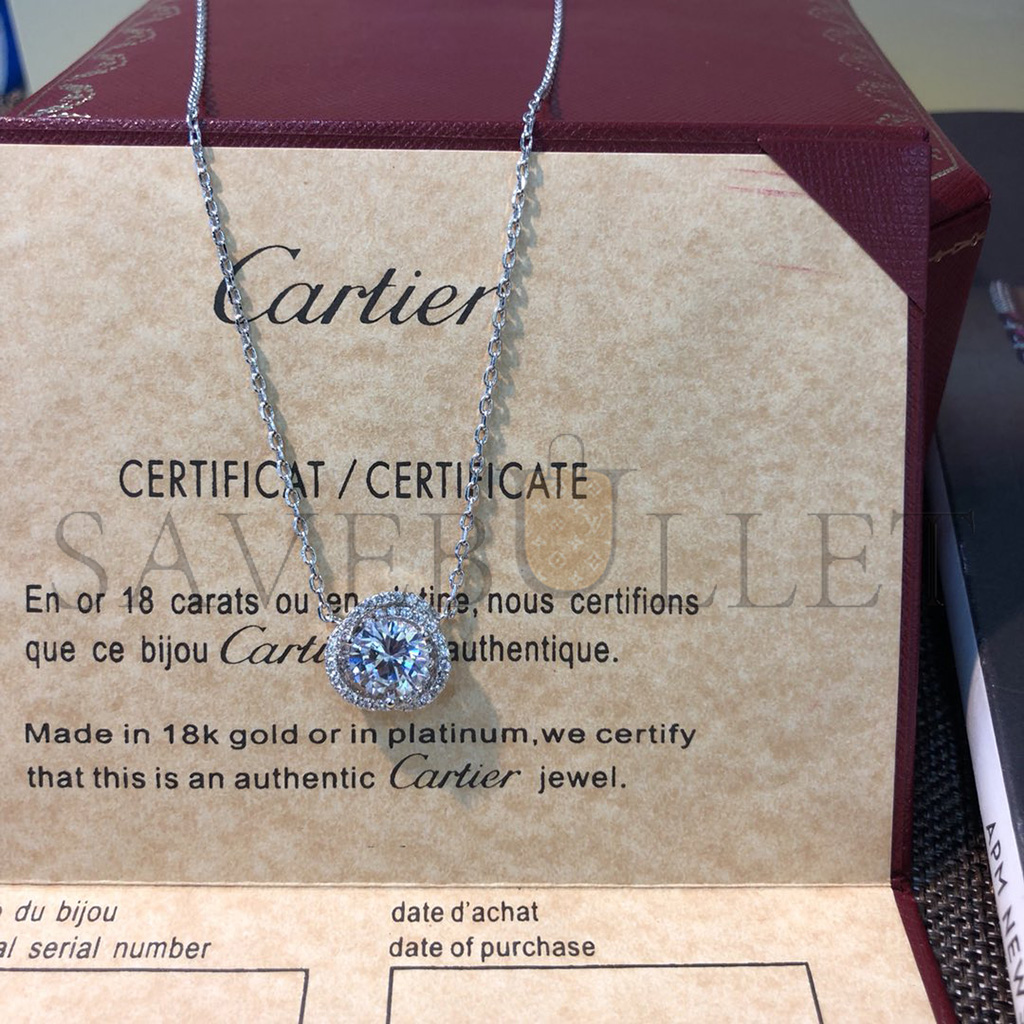 Cartier
CERTIFICAT / CERTIFICATE
SAVEBULLET
En or 18 carats ou en, nous certifions
que ce bijou authentique.
Made in 18k gold or in platinum,we certify
that this is an authentic Cartier jewel.
du bijou
date d'achat
serial number
date of purchase
APM NEW